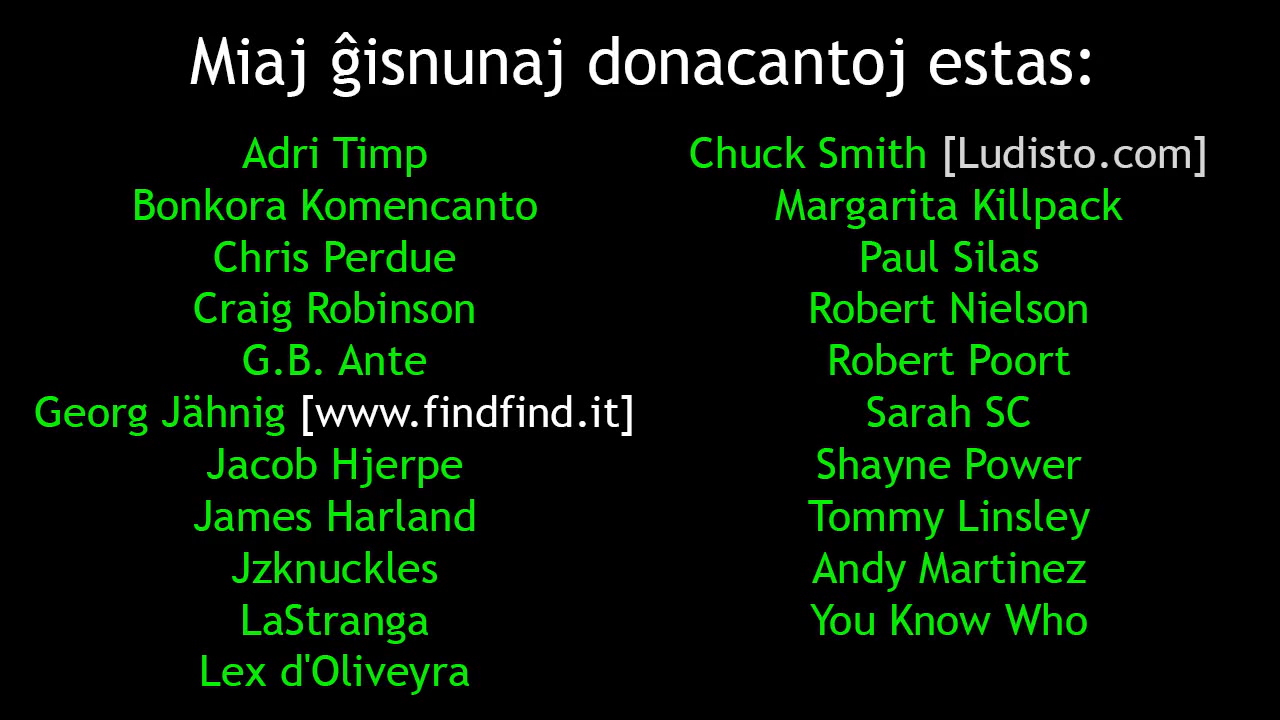 Miaj ĝisnunaj donacantoj estas:
Adri Timp
Bonkora Komencanto
Chris Perdue
Craig Robinson
G.B. Ante
Georg Jähnig [www.findfind.it]
Jacob Hjerpe
James Harland
Jzknuckles
LaStranga
Lex d'Oliveyra
Chuck Smith [Ludisto.com]
Margarita Killpack
Paul Silas
Robert Nielson
Robert Poort
Sarah SC
Shayne Power
Tommy Linsley
Andy Martinez
You Know Who